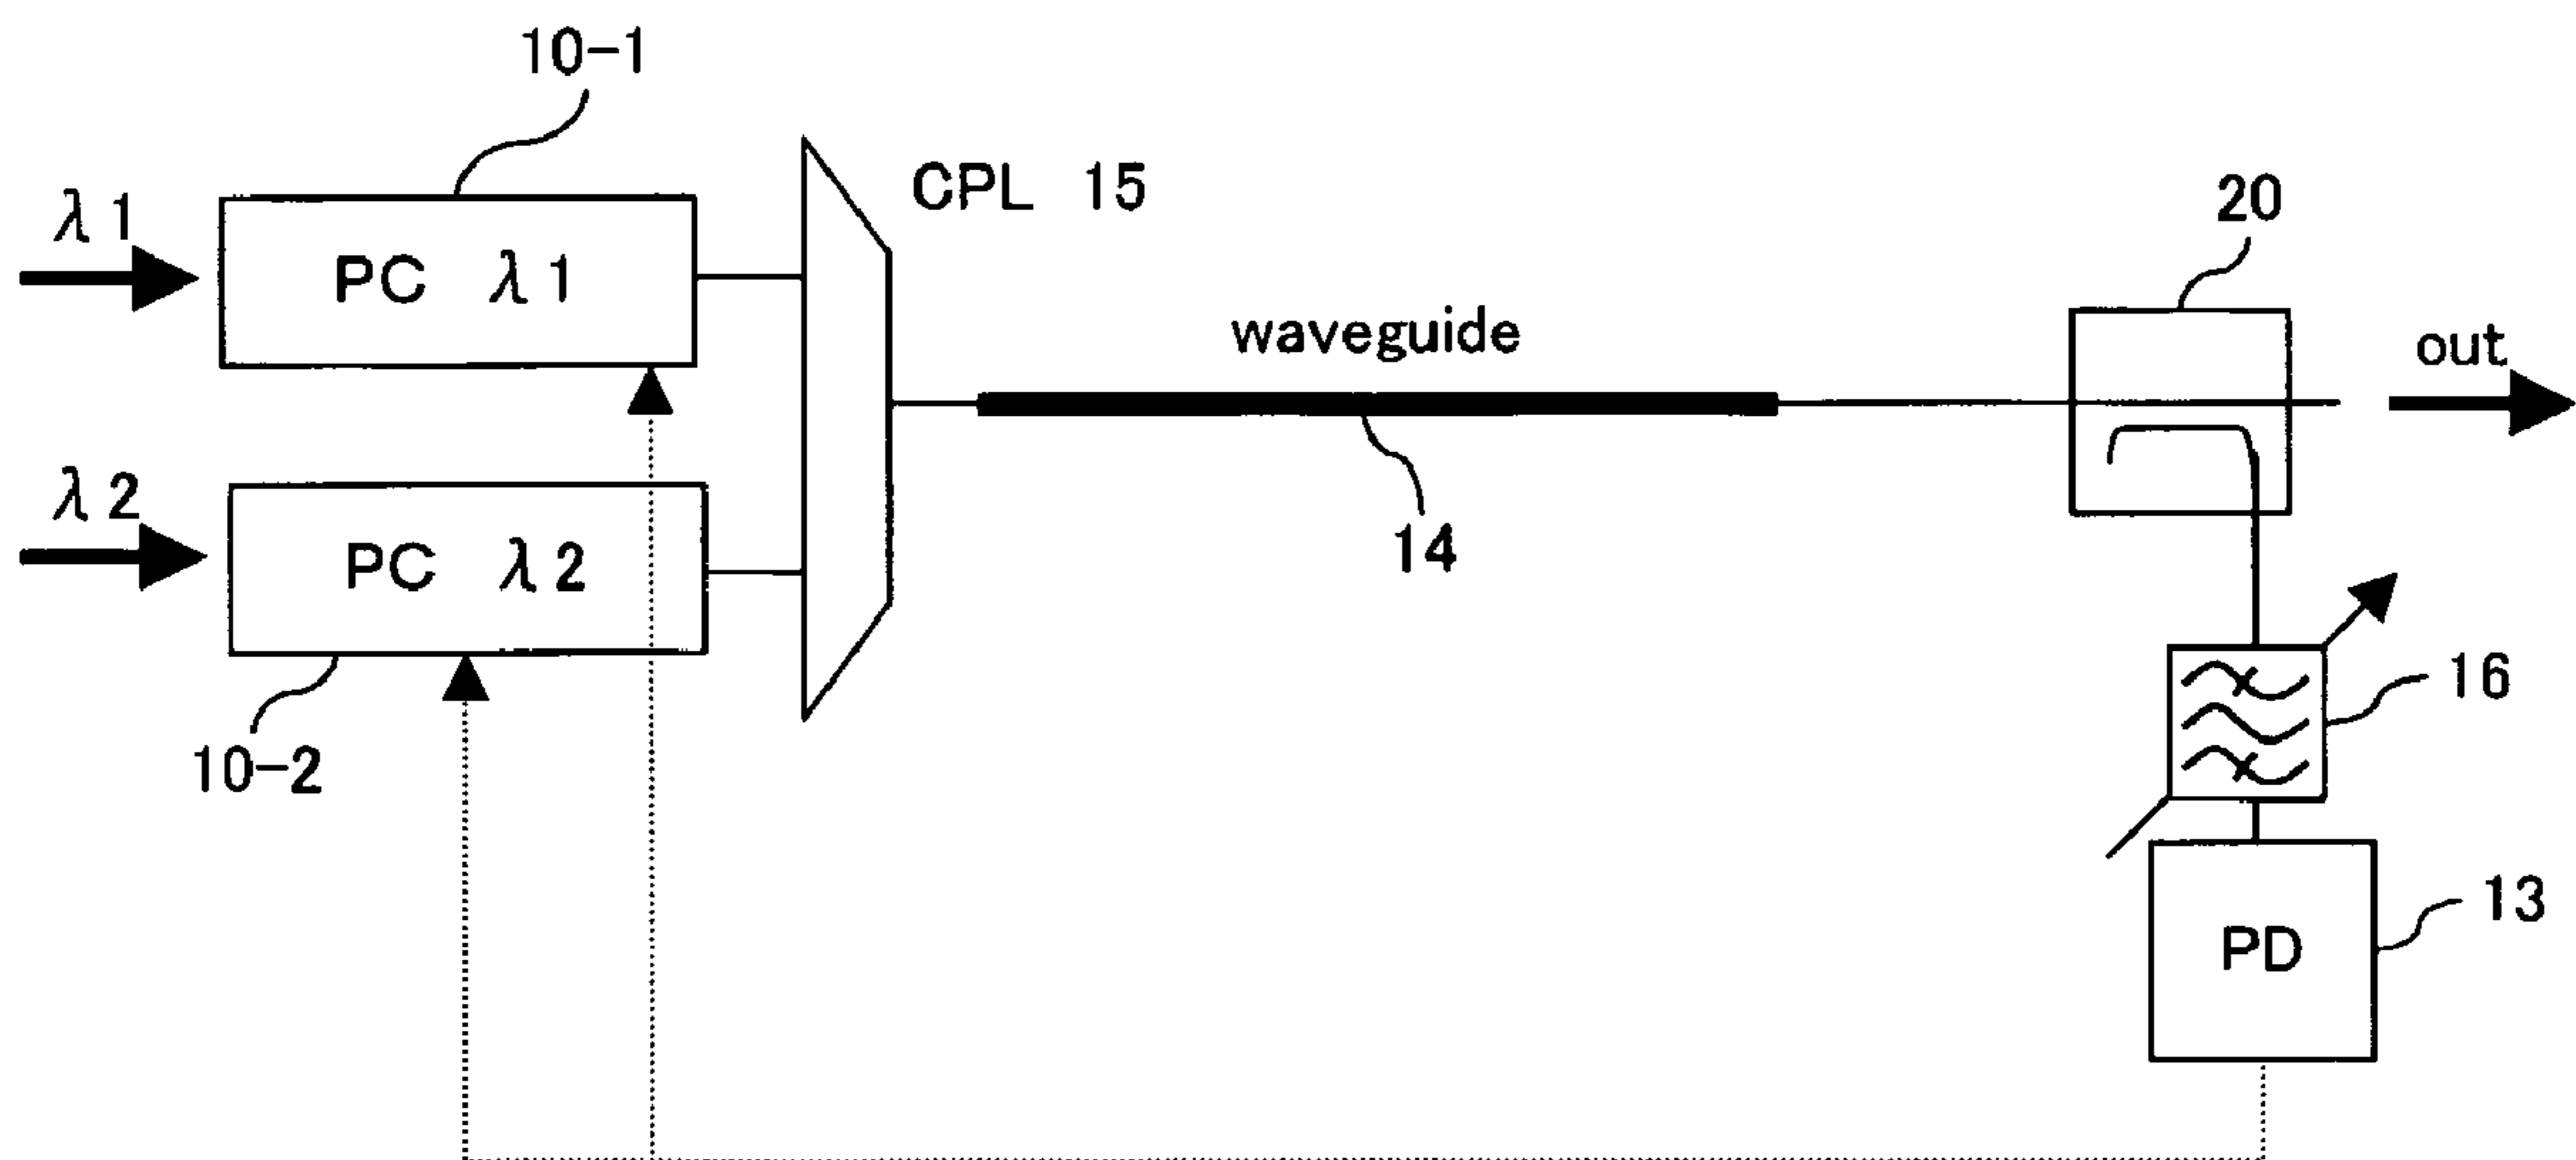 10-1
λ1
PC λ1
CPL 15
20
waveguide
out
λ2
PC λ2
14
10-2
16
13
PD